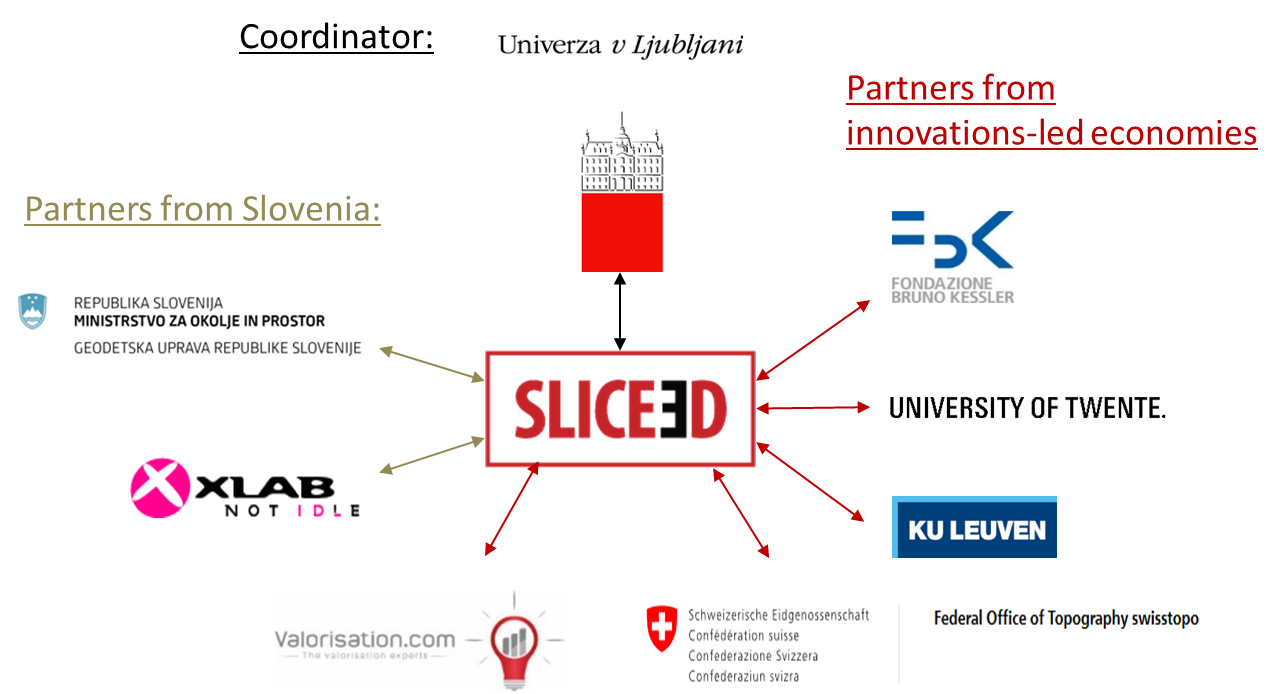 Coordinator:
Univerza v Ljubljani
Partners from
innovations-led economies
Partners from Slovenia:
FBK
FONDAZIONE
BRUNO KESSLER
REPUBLIKA SLOVENIJA
MINISTRSTVO ZA OKOLJE IN PROSTOR
GEODETSKA UPRAVA REPUBLIKE SLOVENIJE
SLICEƎD
UNIVERSITY OF TWENTE.
XLAB
NOT IDLE
KU LEUVEN
Valorisation.com
The valorisation experts
Schweizerische Eidgenossenschaft
Confédération suisse
Confederazione Svizzera
Confederaziun svizra
Federal Office of Topography swisstopo